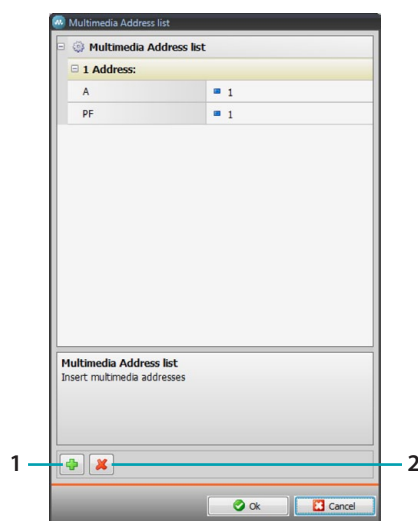 Multimedia Address list
Multimedia Address list
1 Address:
A 1
PF 1
Multimedia Address list
Insert multimedia addresses
1 2
Ok Cancel